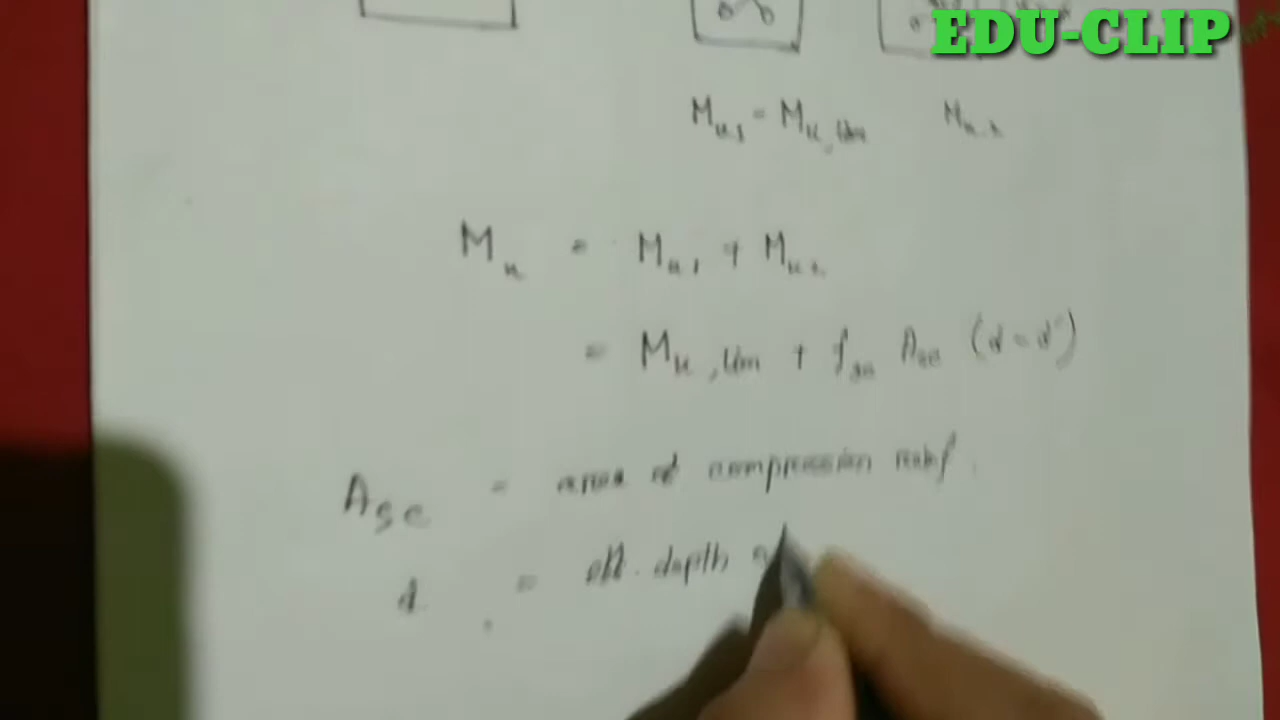 EDU-CLIP
Mu1 = Mu,lim Mu2
Mu = Mu1 + Mu2
= Mu,lim + fsc Asc (d - d')
Asc = area of compression reinf.
d = eff. depth